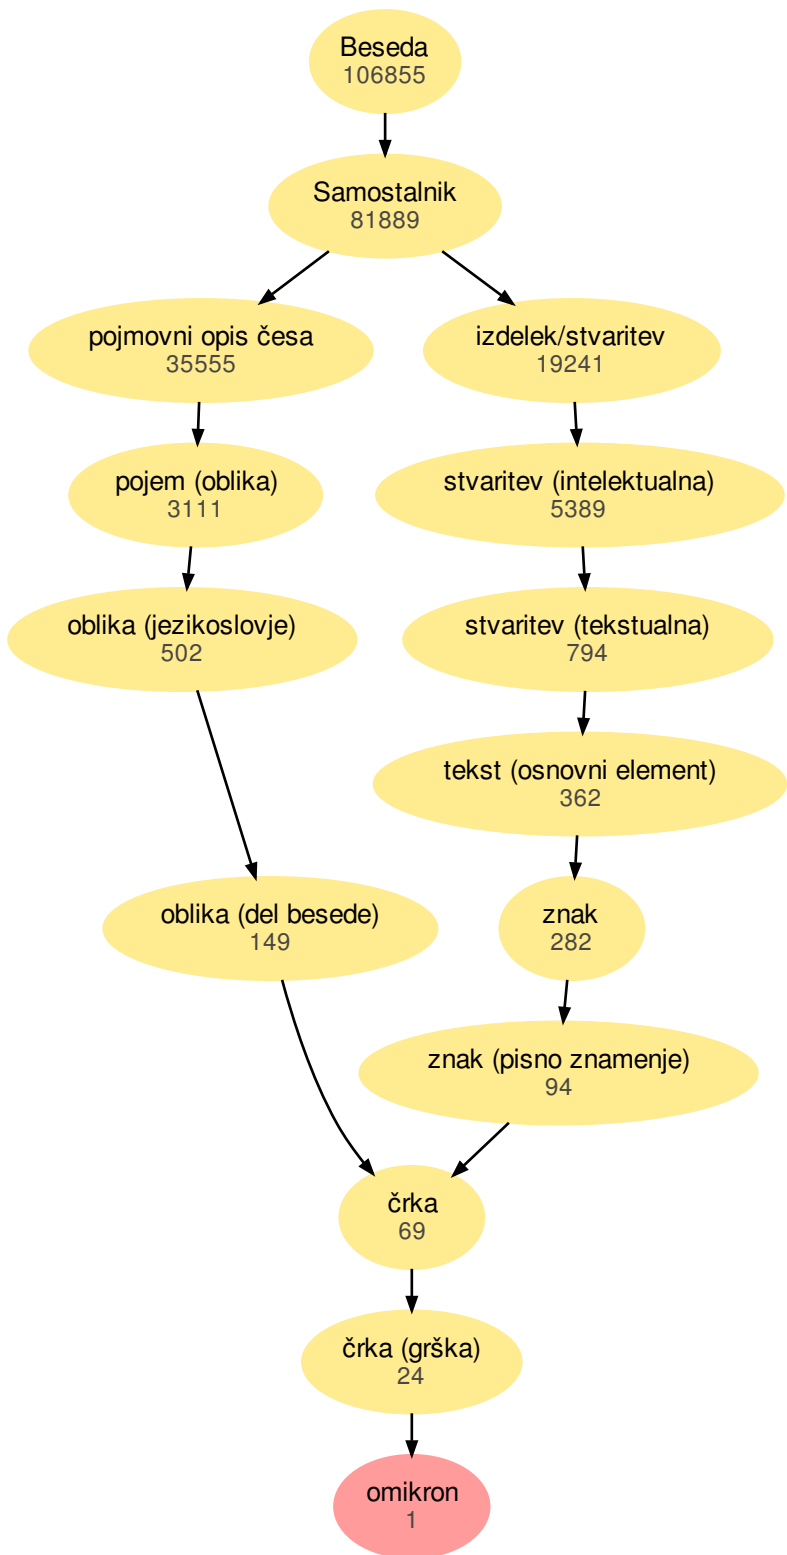 Beseda
106855
Samostalnik
81889
pojmovni opis česa
35555
izdelek/stvaritev
19241
pojem (oblika)
3111
stvaritev (intelektualna)
5389
oblika (jezikoslovje)
502
stvaritev (tekstualna)
794
tekst (osnovni element)
362
oblika (del besede)
149
znak
282
znak (pisno znamenje)
94
črka
69
črka (grška)
24
omikron
1